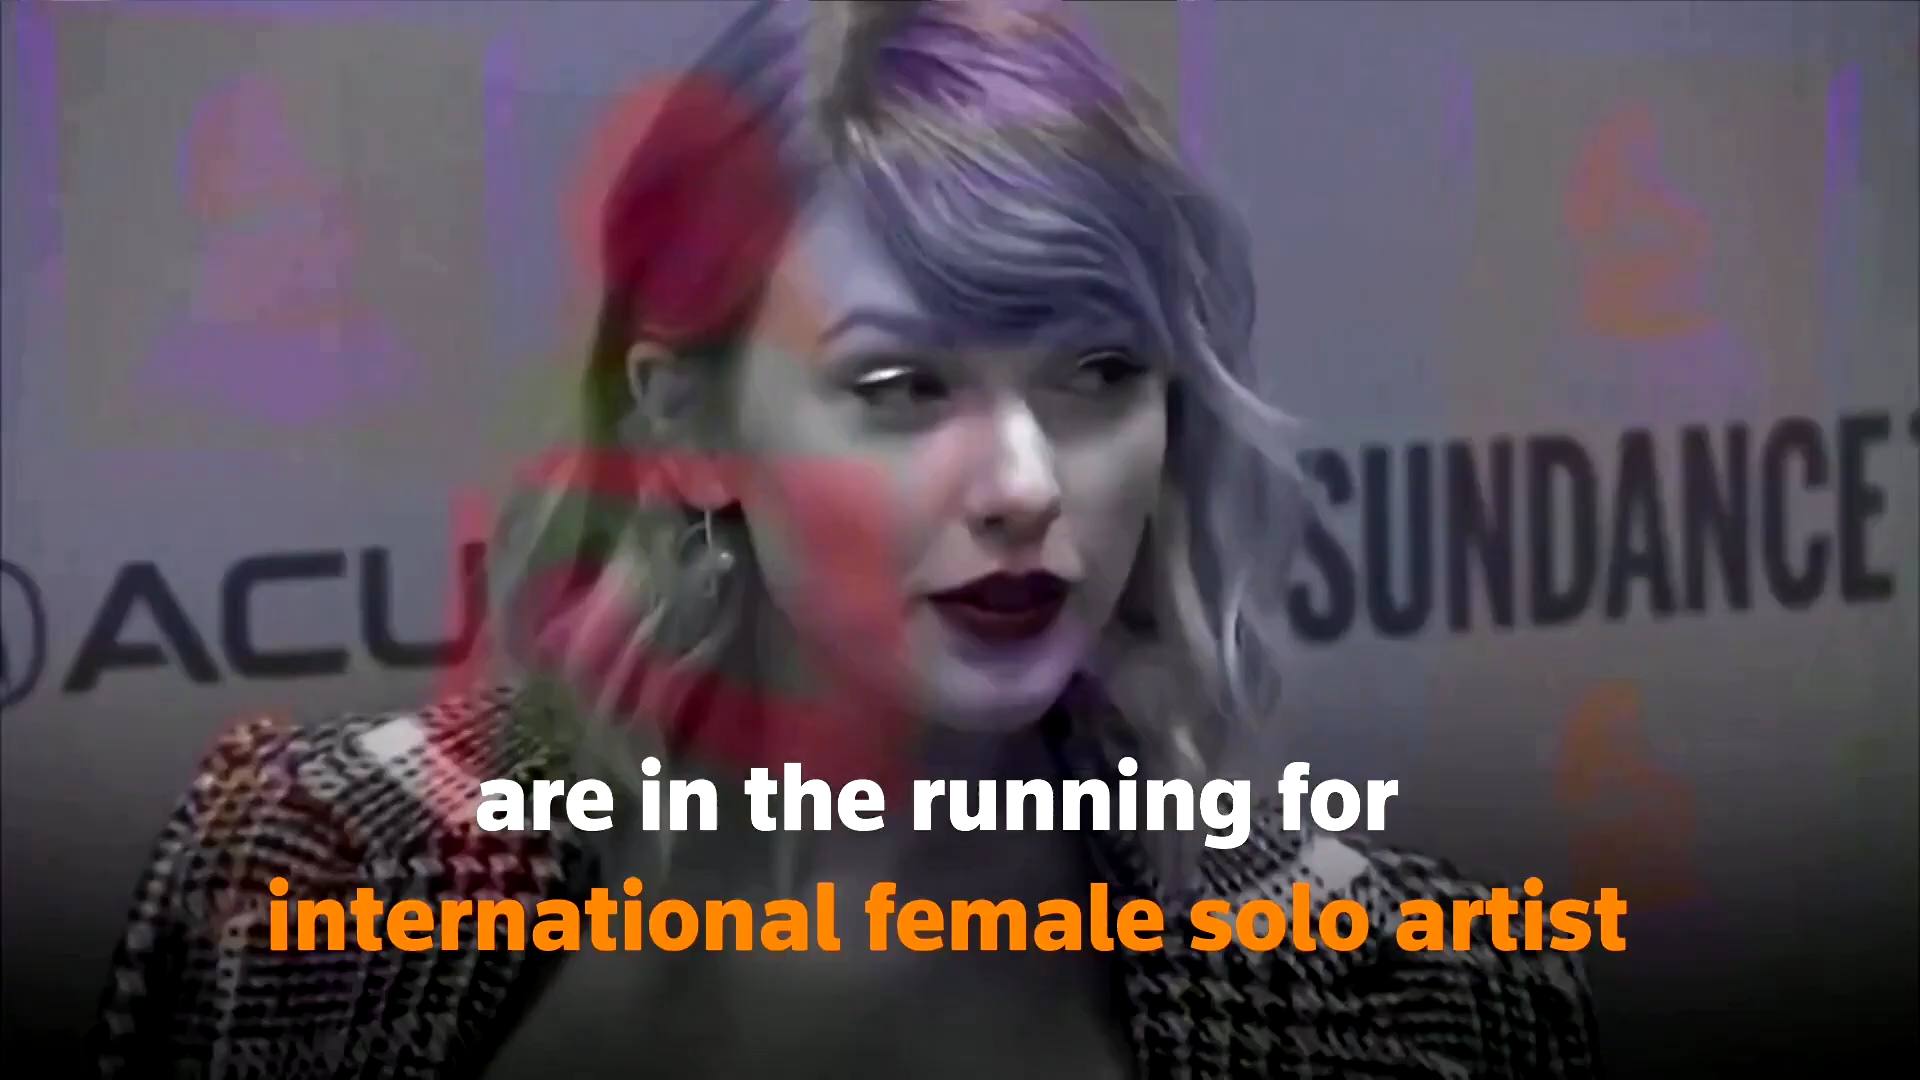 ACU
SUNDANCE
are in the running for
international female solo artist